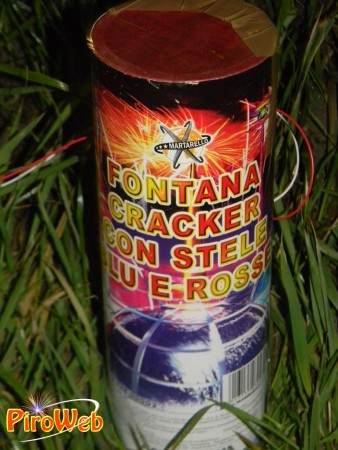 MARTARELLO
FONTANA
CRACKER
CON STELE
BLU E ROSSE
PiroWeb